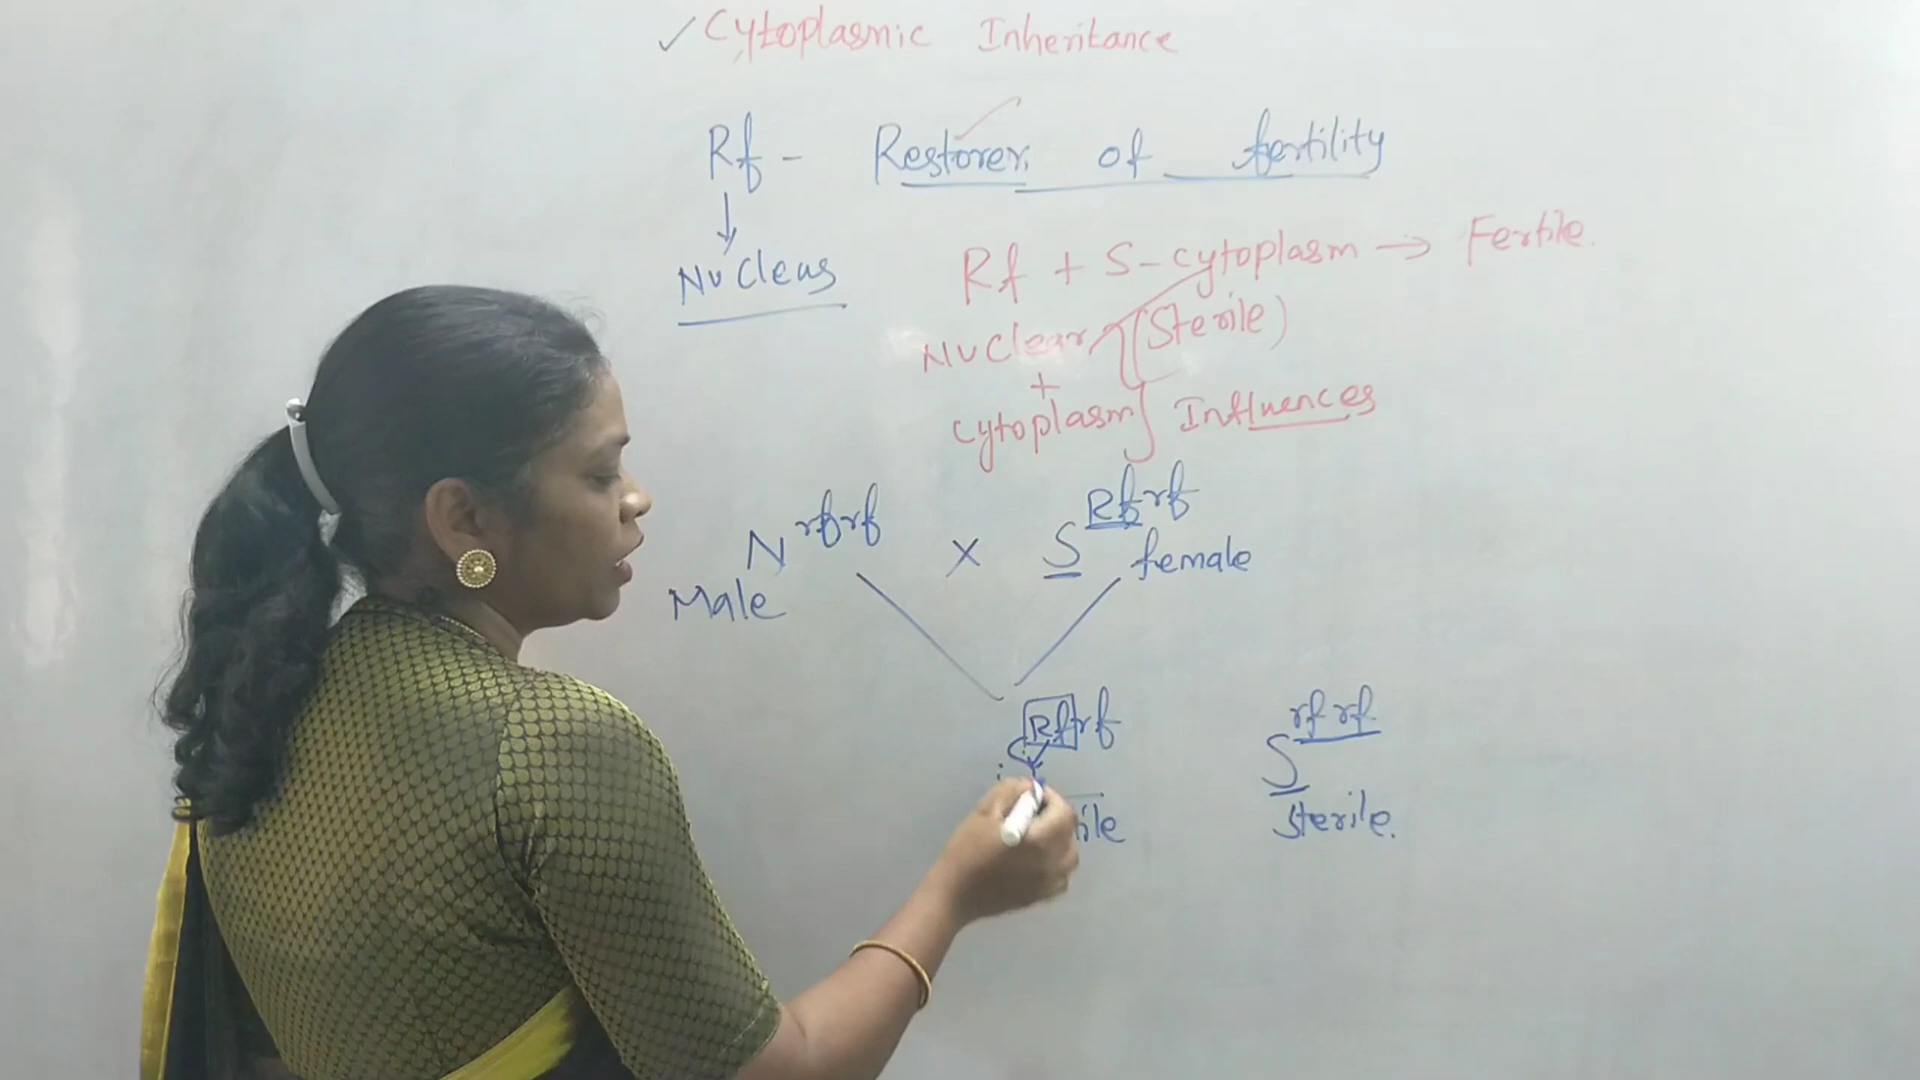 ✓ Cytoplasmic Inheritance
Rf - Restorer of fertility
↓
Nucleus
Rf + S-cytoplasm → Fertile.
Nuclear (Sterile)
+
cytoplasm } Influences
N rfrf × S Rfrf
Male female
S Rfrf S rfrf
Sterile.